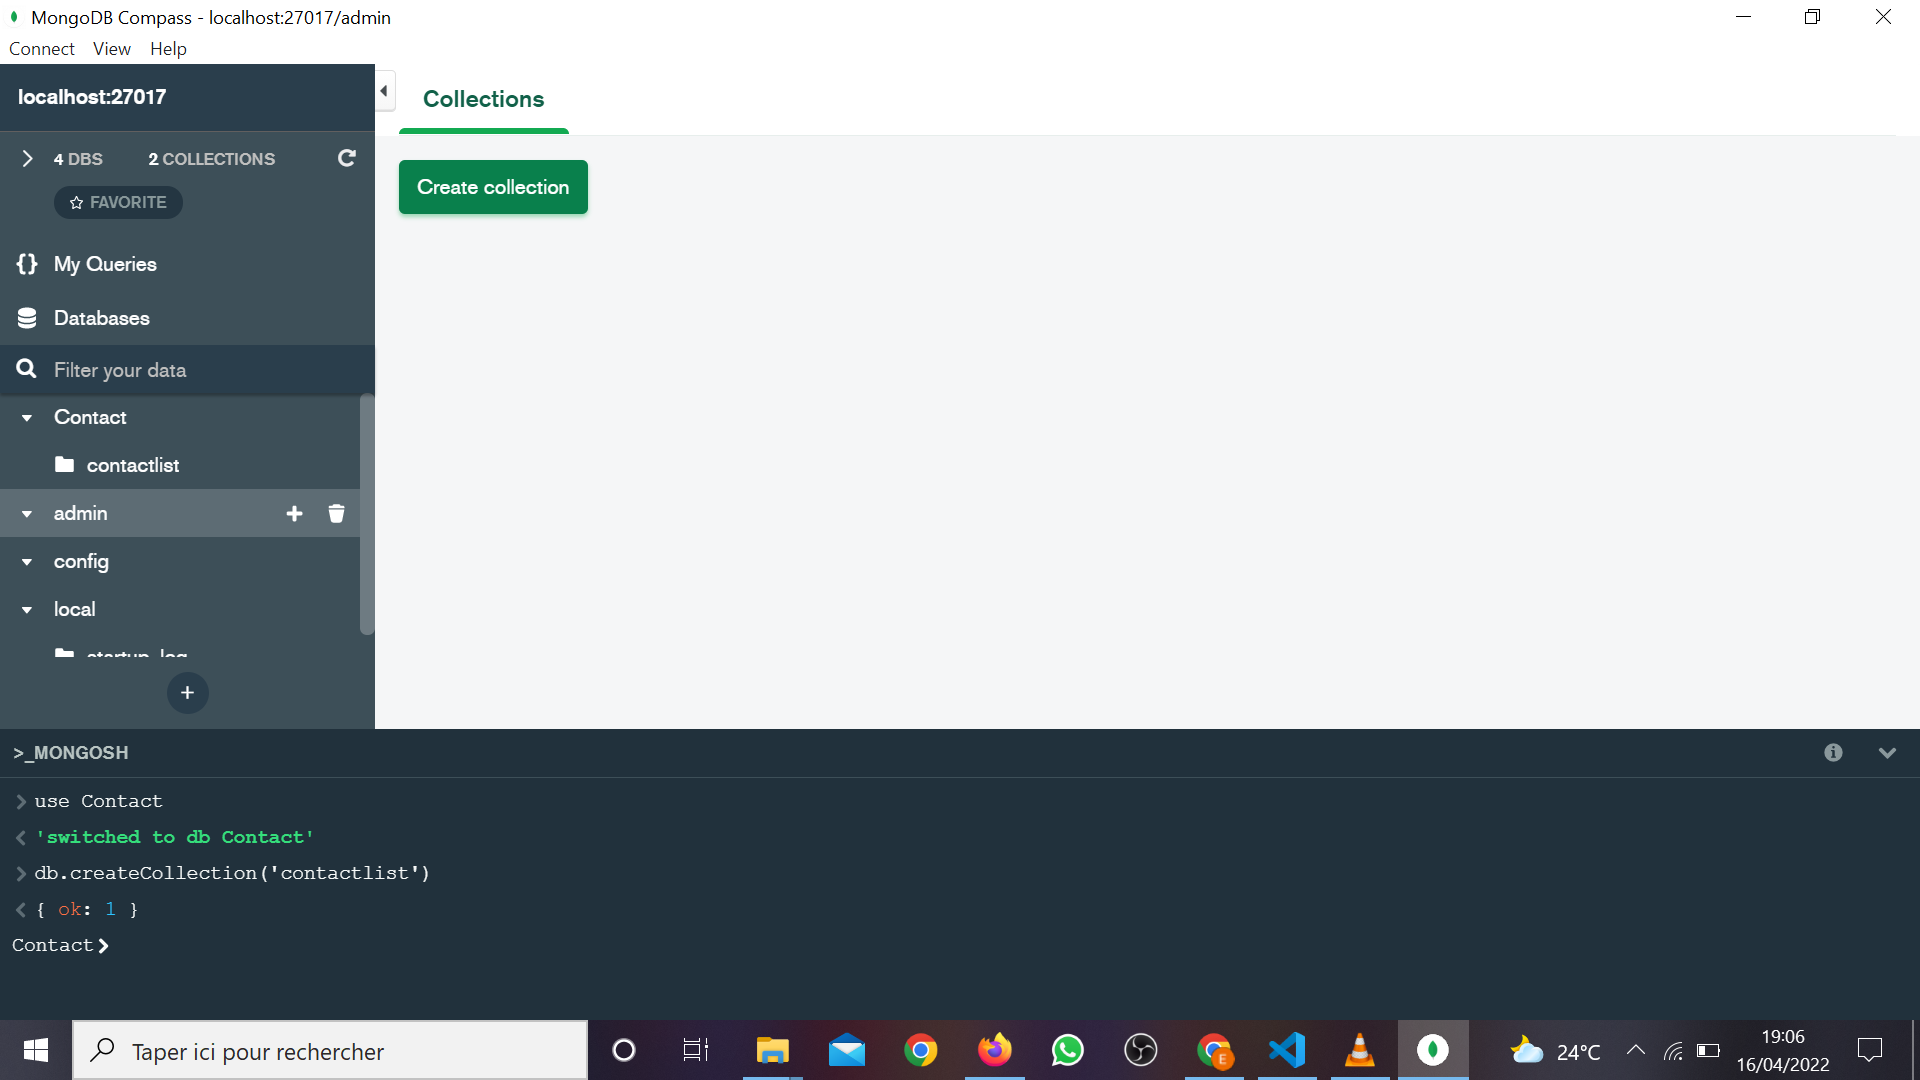 MongoDB Compass - localhost:27017/admin
Connect View Help
localhost:27017
Collections
4 DBS 2 COLLECTIONS
FAVORITE
Create collection
{} My Queries
Databases
Filter your data
Contact
contactlist
admin
config
local
startup_log
+
>_MONGOSH
use Contact
'switched to db Contact'
db.createCollection('contactlist')
{ ok: 1 }
Contact>
Taper ici pour rechercher
E
24°C
19:06
16/04/2022